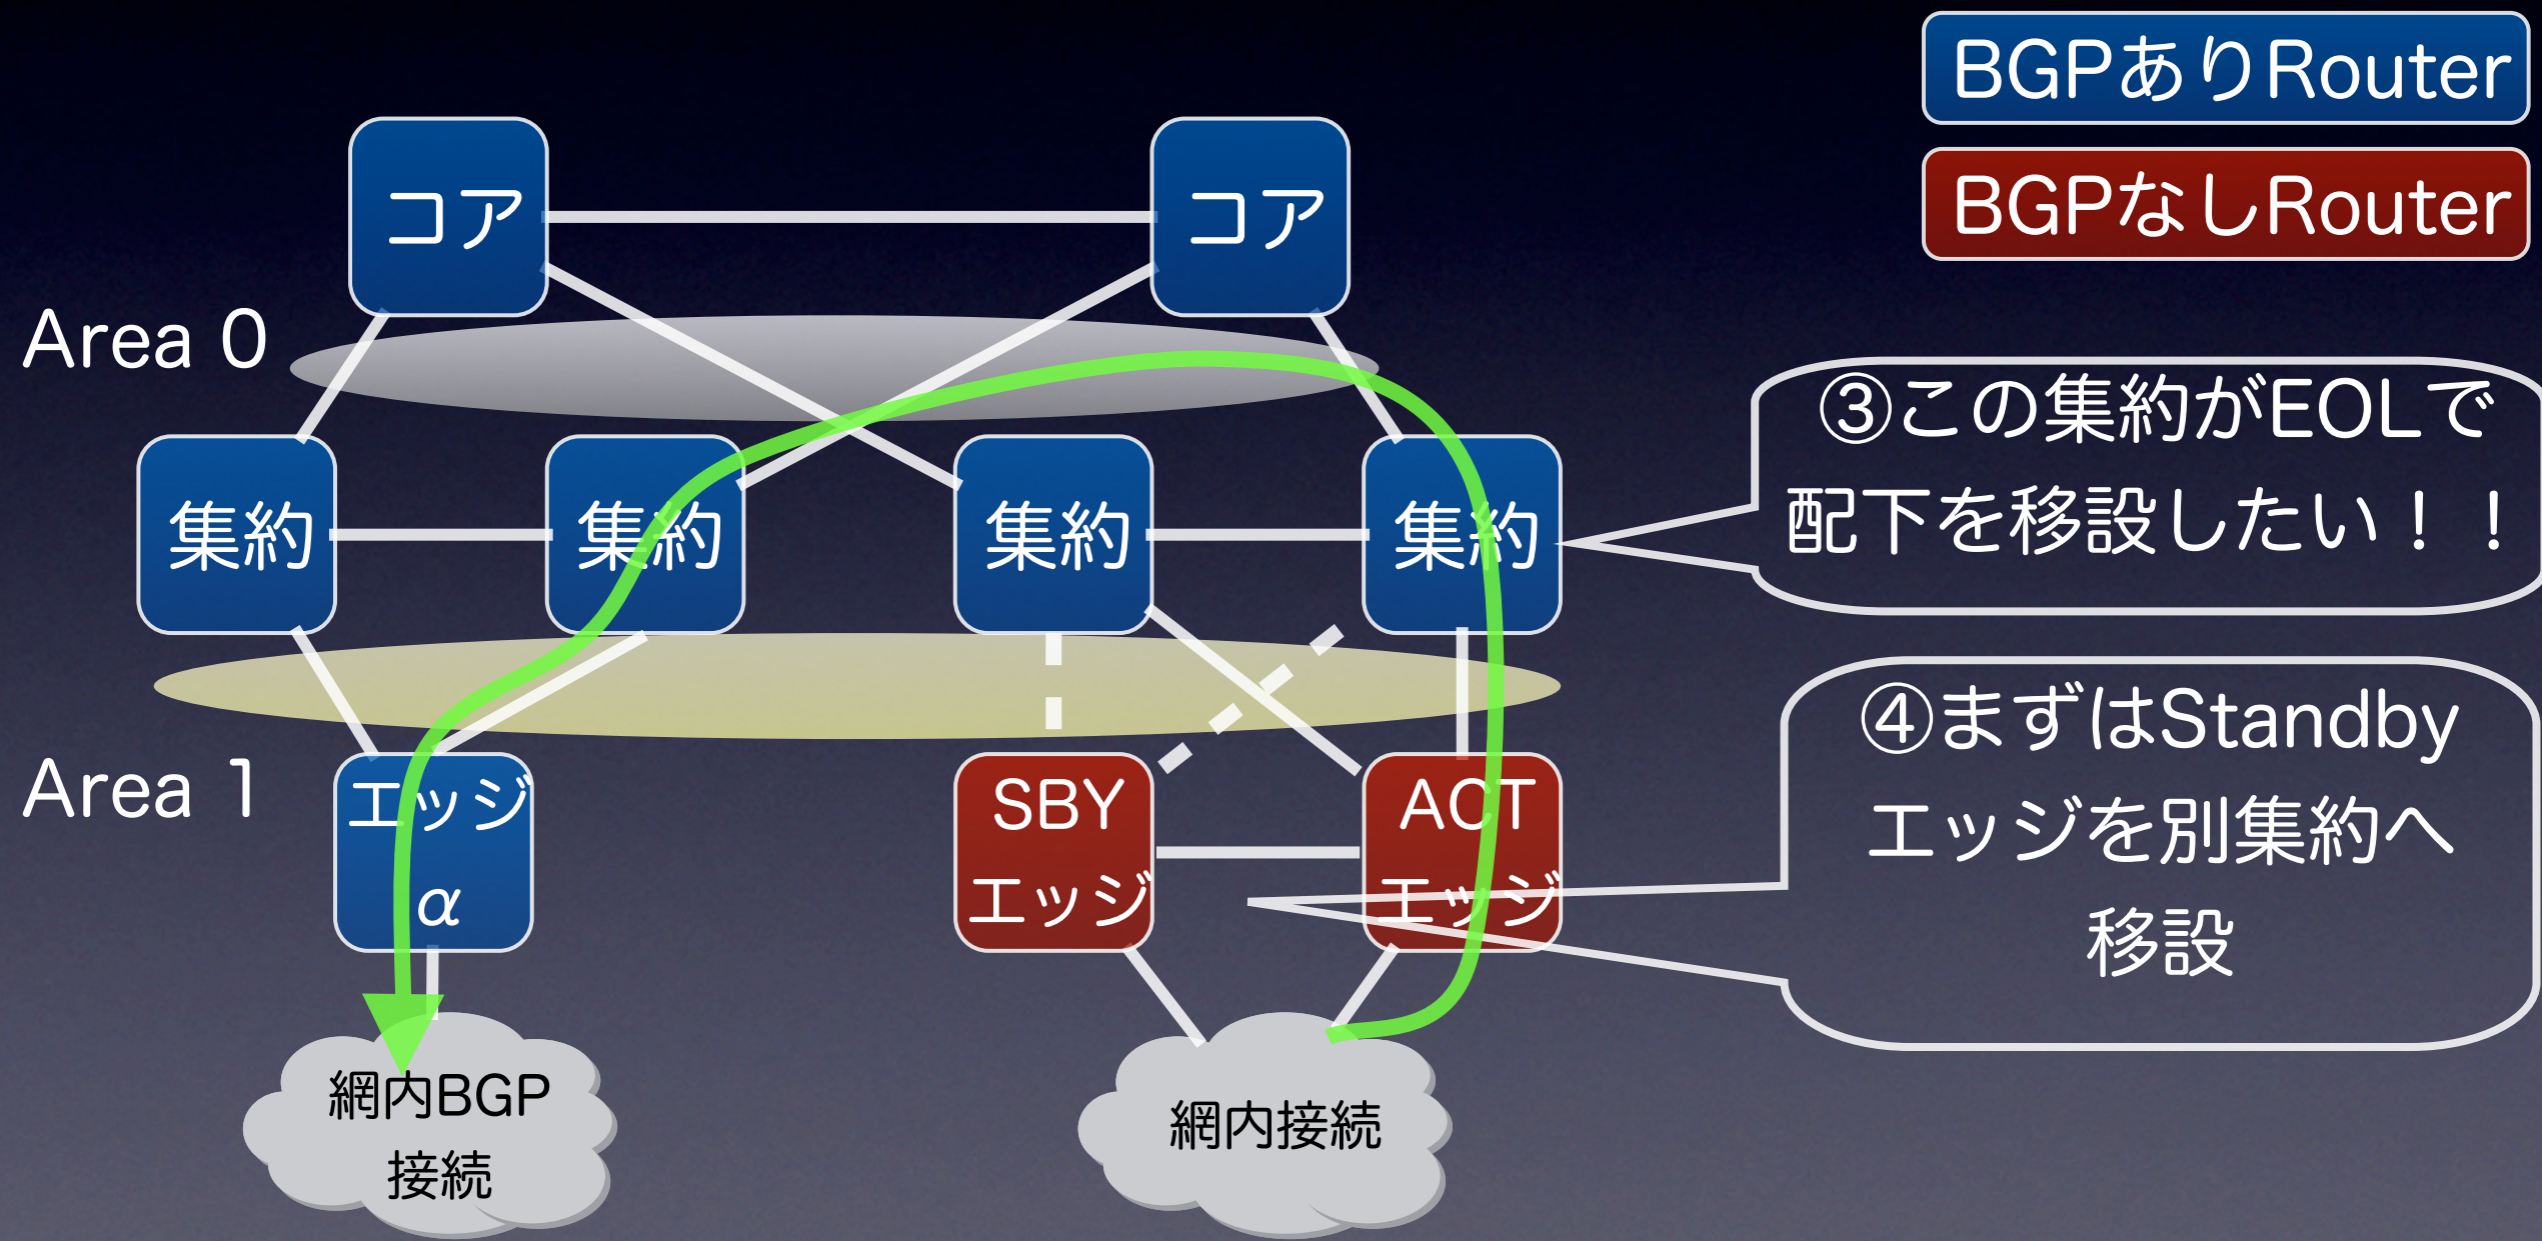 BGPありRouter
BGPなしRouter
コア
コア
Area 0
③この集約がEOLで
配下を移設したい！！
集約
集約
集約
集約
④まずはStandby
エッジを別集約へ
移設
Area 1
エッジ
α
SBY
エッジ
ACT
エッジ
網内BGP
接続
網内接続